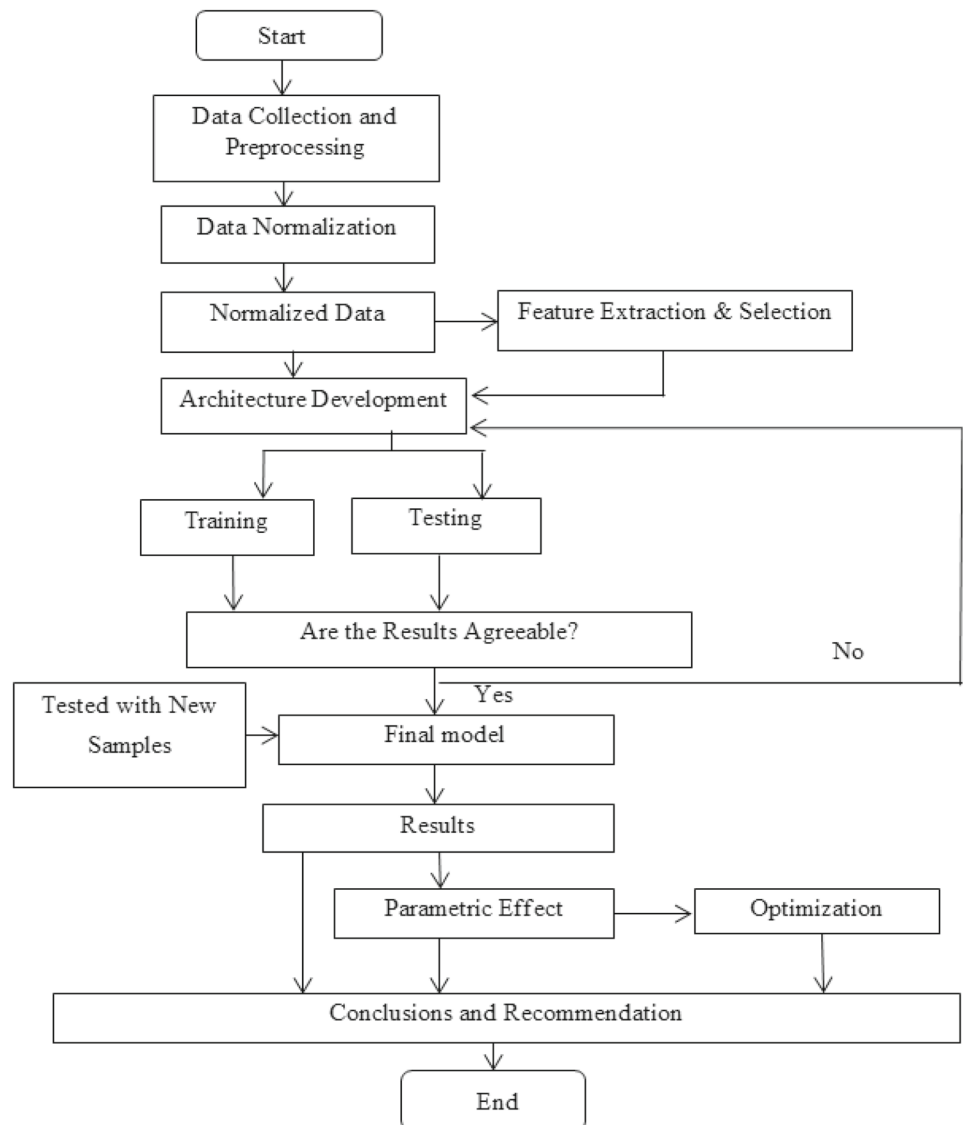 Start
Data Collection and
Preprocessing
Data Normalization
Normalized Data
Feature Extraction & Selection
Architecture Development
Training
Testing
Are the Results Agreeable?
No
Yes
Tested with New
Samples
Final model
Results
Parametric Effect
Optimization
Conclusions and Recommendation
End